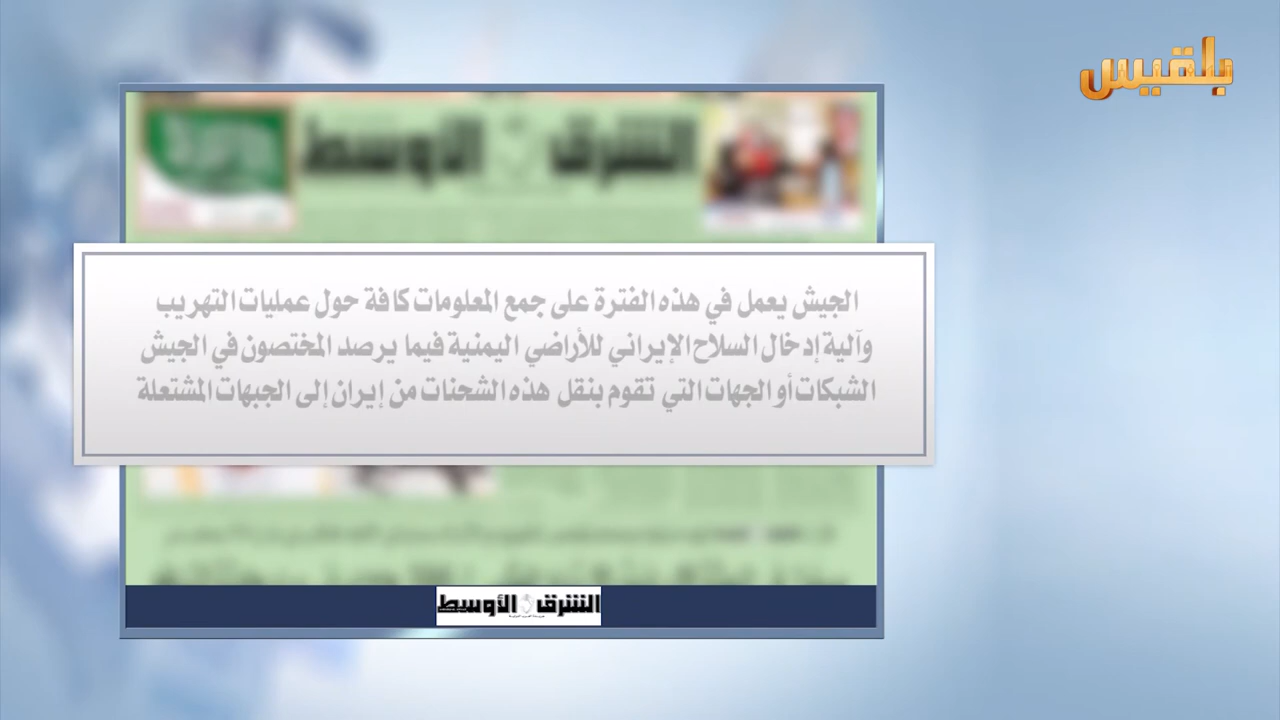 بلقيس
الشرق الأوسط
الجيش يعمل في هذه الفترة على جمع المعلومات كافة حول عمليات التهريب
وآلية إدخال السلاح الإيراني للأراضي اليمنية فيما يرصد المختصون في الجيش
الشبكات أو الجهات التي تقوم بنقل هذه الشحنات من إيران إلى الجبهات المشتعلة
الشرق الأوسط